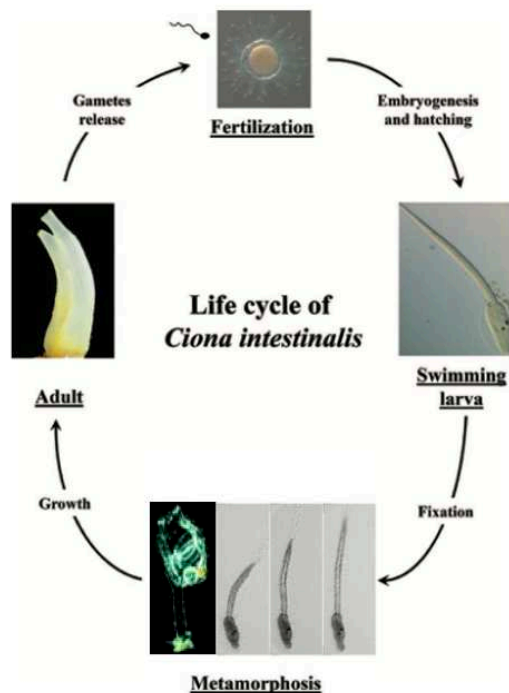 Gametes
release
Fertilization
Embryogenesis
and hatching
Life cycle of
Ciona intestinalis
Adult
Swimming
larva
Growth
Fixation
Metamorphosis